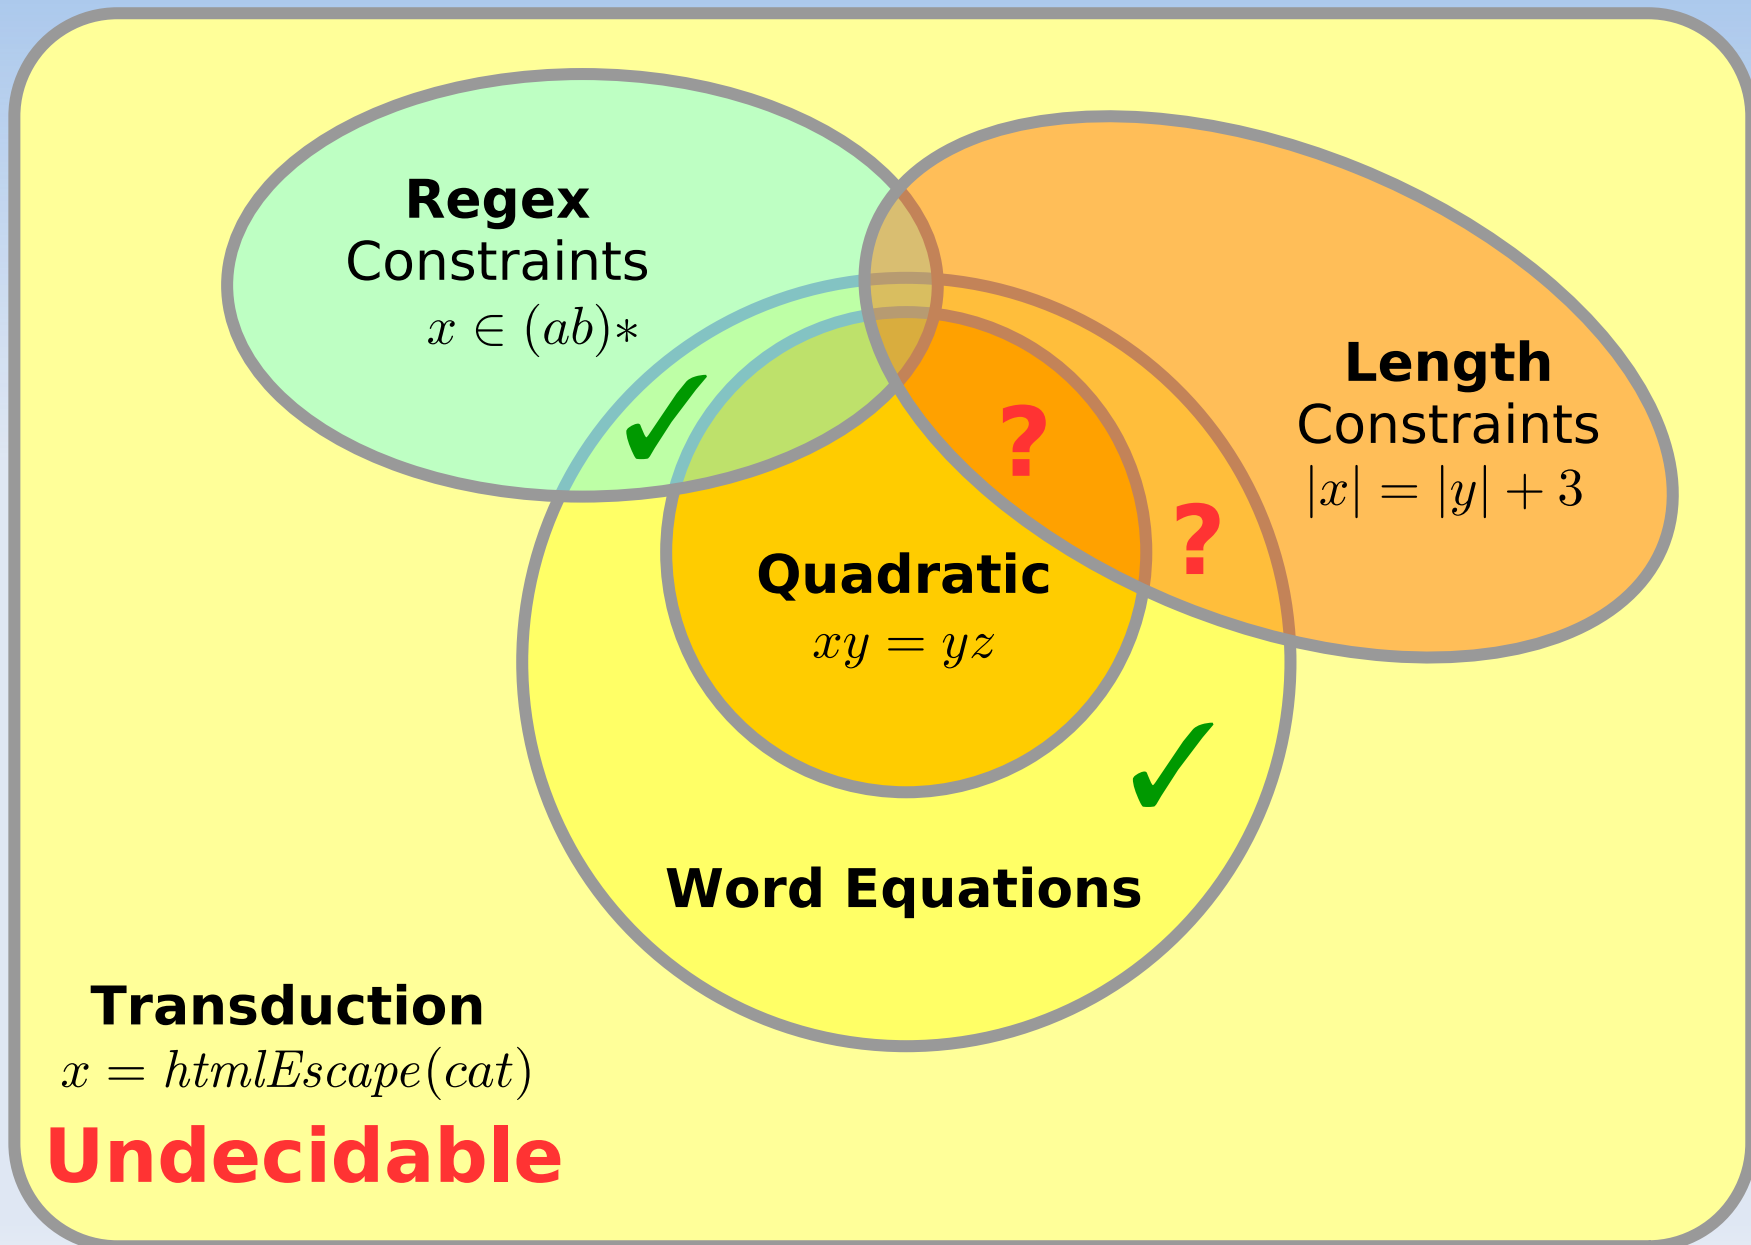 Regex
Constraints
x ∈ (ab)*
Length
Constraints
|x| = |y| + 3
✓
?
?
Quadratic
xy = yz
✓
Word Equations
Transduction
x = htmlEscape(cat)
Undecidable